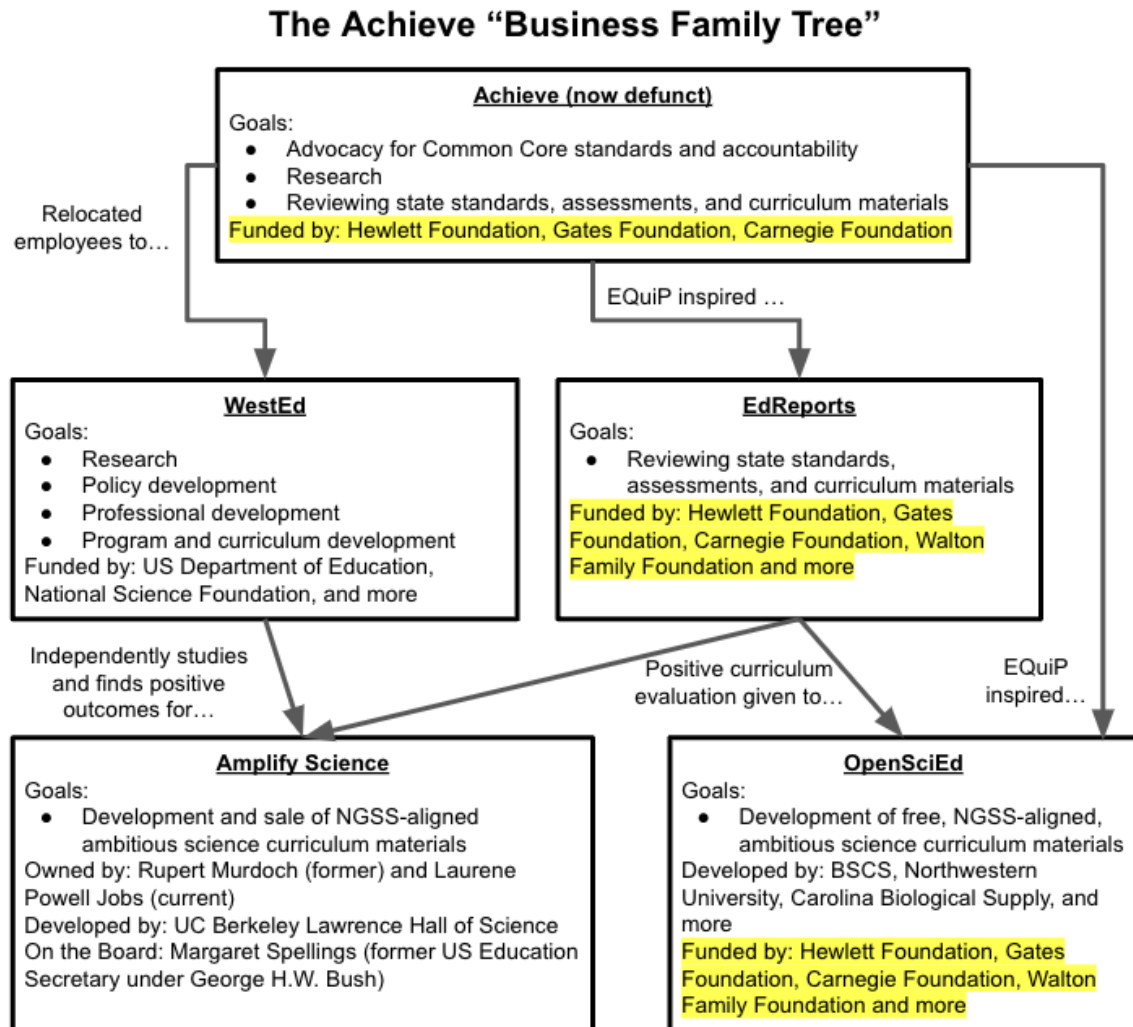 The Achieve “Business Family Tree”
Achieve (now defunct)
Goals:
● Advocacy for Common Core standards and accountability
● Research
● Reviewing state standards, assessments, and curriculum materials
Funded by: Hewlett Foundation, Gates Foundation, Carnegie Foundation
Relocated
employees to…
EQuiP inspired …
WestEd
Goals:
● Research
● Policy development
● Professional development
● Program and curriculum development
Funded by: US Department of Education,
National Science Foundation, and more
EdReports
Goals:
● Reviewing state standards,
assessments, and curriculum materials
Funded by: Hewlett Foundation, Gates
Foundation, Carnegie Foundation, Walton
Family Foundation and more
Independently studies
and finds positive
outcomes for…
Positive curriculum
evaluation given to…
EQuiP
inspired…
Amplify Science
Goals:
● Development and sale of NGSS-aligned
ambitious science curriculum materials
Owned by: Rupert Murdoch (former) and Laurene
Powell Jobs (current)
Developed by: UC Berkeley Lawrence Hall of Science
On the Board: Margaret Spellings (former US Education
Secretary under George H.W. Bush)
OpenSciEd
Goals:
● Development of free, NGSS-aligned,
ambitious science curriculum materials
Developed by: BSCS, Northwestern
University, Carolina Biological Supply, and
more
Funded by: Hewlett Foundation, Gates
Foundation, Carnegie Foundation, Walton
Family Foundation and more